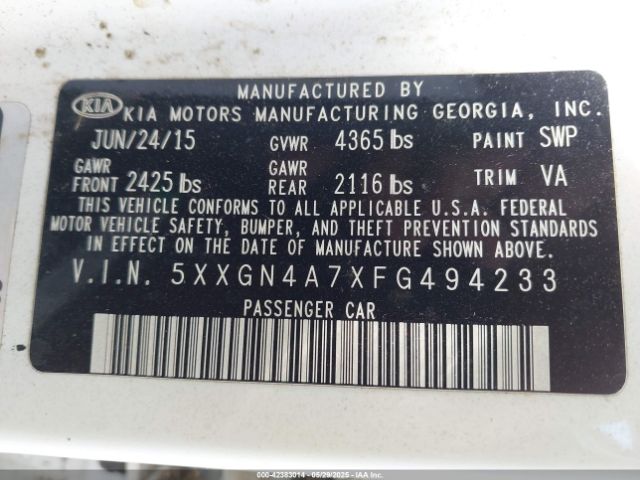 MANUFACTURED BY
KIA KIA MOTORS MANUFACTURING GEORGIA, INC.
JUN/24/15 GVWR 4365 lbs PAINT SWP
GAWR FRONT 2425 lbs GAWR REAR 2116 lbs TRIM VA
THIS VEHICLE CONFORMS TO ALL APPLICABLE U.S.A. FEDERAL
MOTOR VEHICLE SAFETY, BUMPER, AND THEFT PREVENTION STANDARDS
IN EFFECT ON THE DATE OF MANUFACTURE SHOWN ABOVE.
V.I.N. 5XXGN4A7XFG494233
PASSENGER CAR
000-42383014 - 05/29/2025 - IAAI.COM